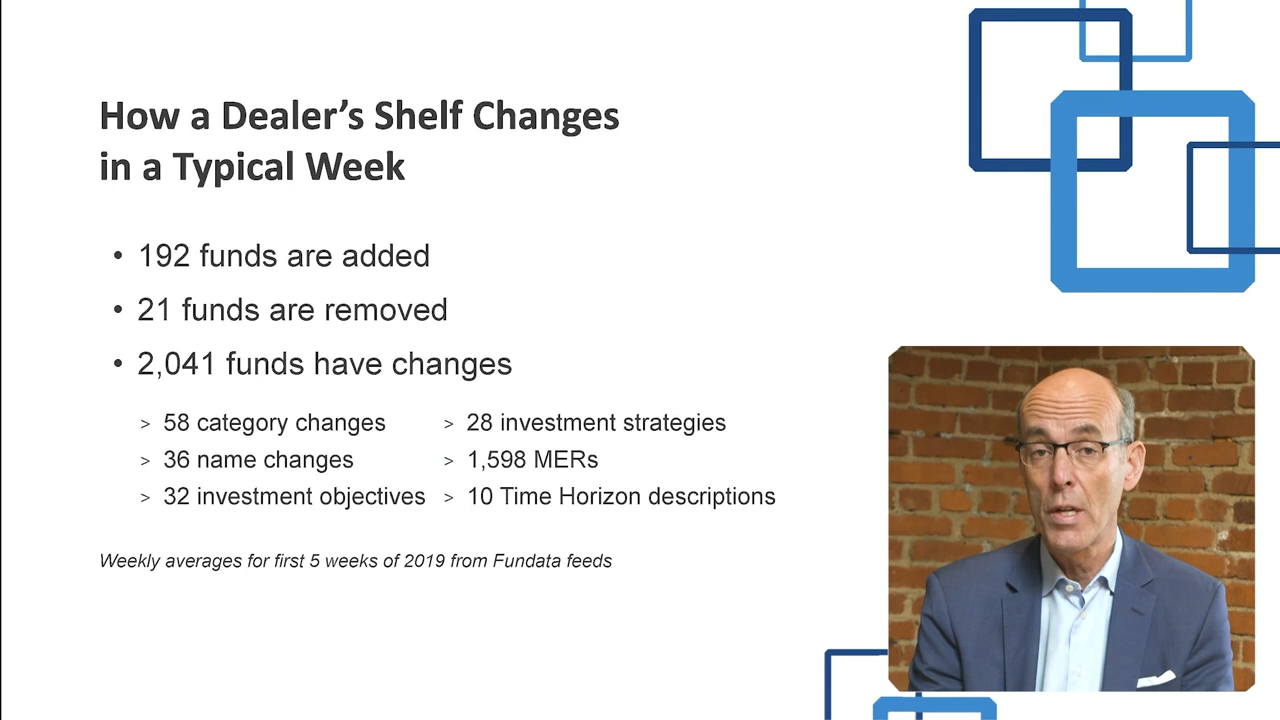 How a Dealer’s Shelf Changes
in a Typical Week
• 192 funds are added
• 21 funds are removed
• 2,041 funds have changes
> 58 category changes
> 36 name changes
> 32 investment objectives
> 28 investment strategies
> 1,598 MERs
> 10 Time Horizon descriptions
Weekly averages for first 5 weeks of 2019 from Fundata feeds